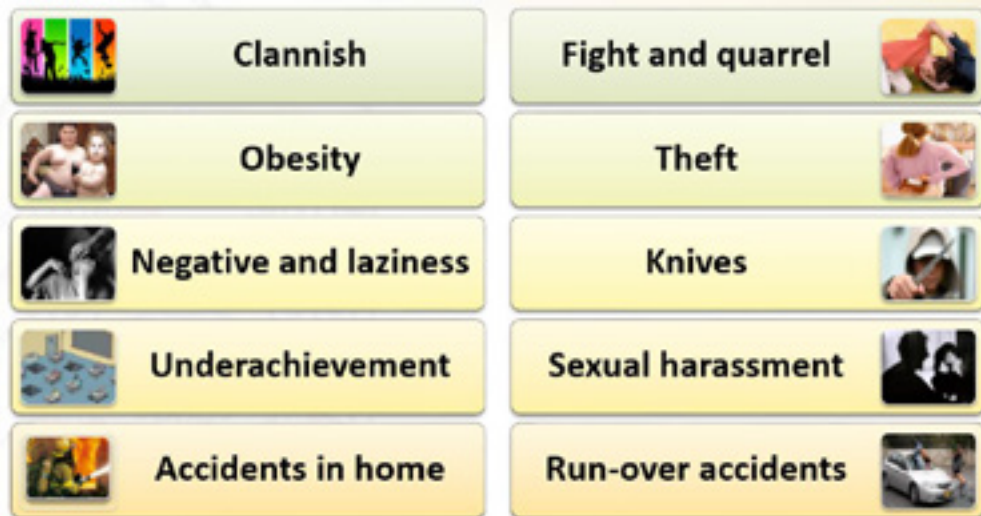 Clannish
Fight and quarrel
Obesity
Theft
Negative and laziness
Knives
Underachievement
Sexual harassment
Accidents in home
Run-over accidents